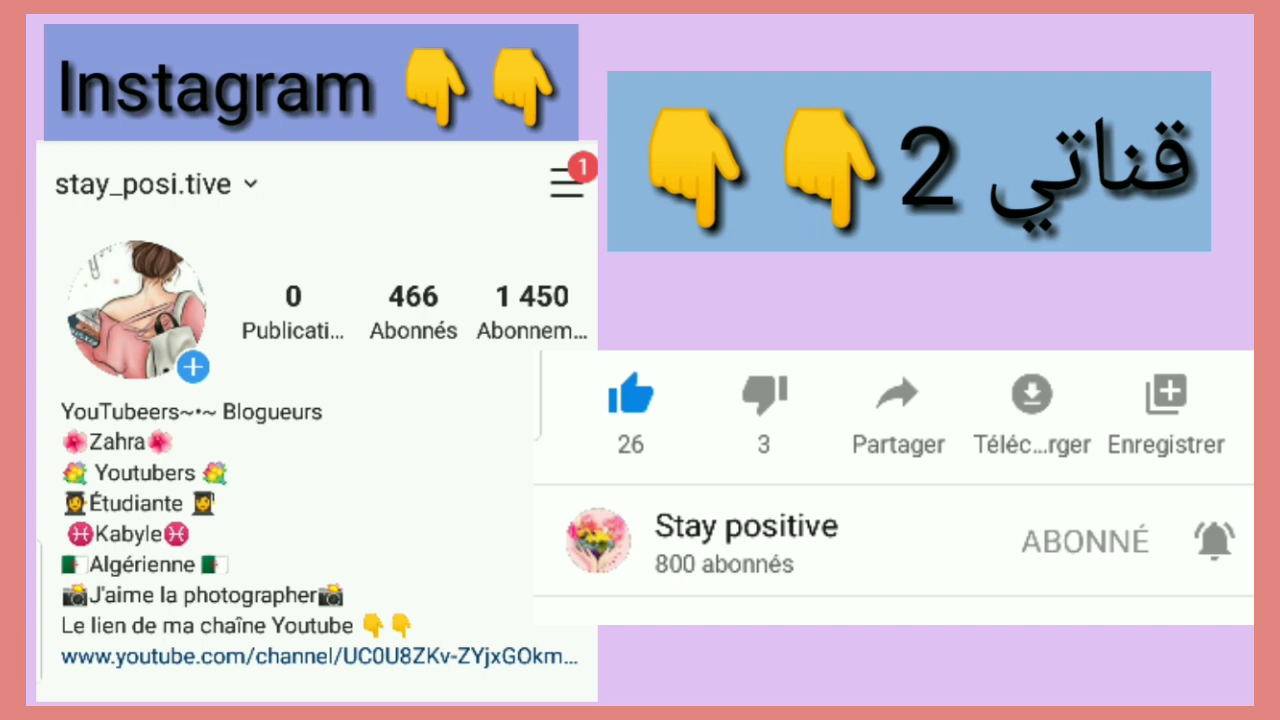 Instagram 👇👇
stay_posi.tive
1
0
466
1 450
Publicati...
Abonnés
Abonnem...
YouTubeers~•~ Blogueurs
🌺Zahra🌺
💐 Youtubers 💐
👩‍🎓Étudiante 👩‍🎓
♓Kabyle♓
🇩🇿Algérienne 🇩🇿
📸J'aime la photographer📸
Le lien de ma chaîne Youtube 👇👇
www.youtube.com/channel/UC0U8ZKv-ZYjxGOkm...
قناتي 2 👇👇
26
3
Partager
Téléc...rger
Enregistrer
Stay positive
800 abonnés
ABONNÉ